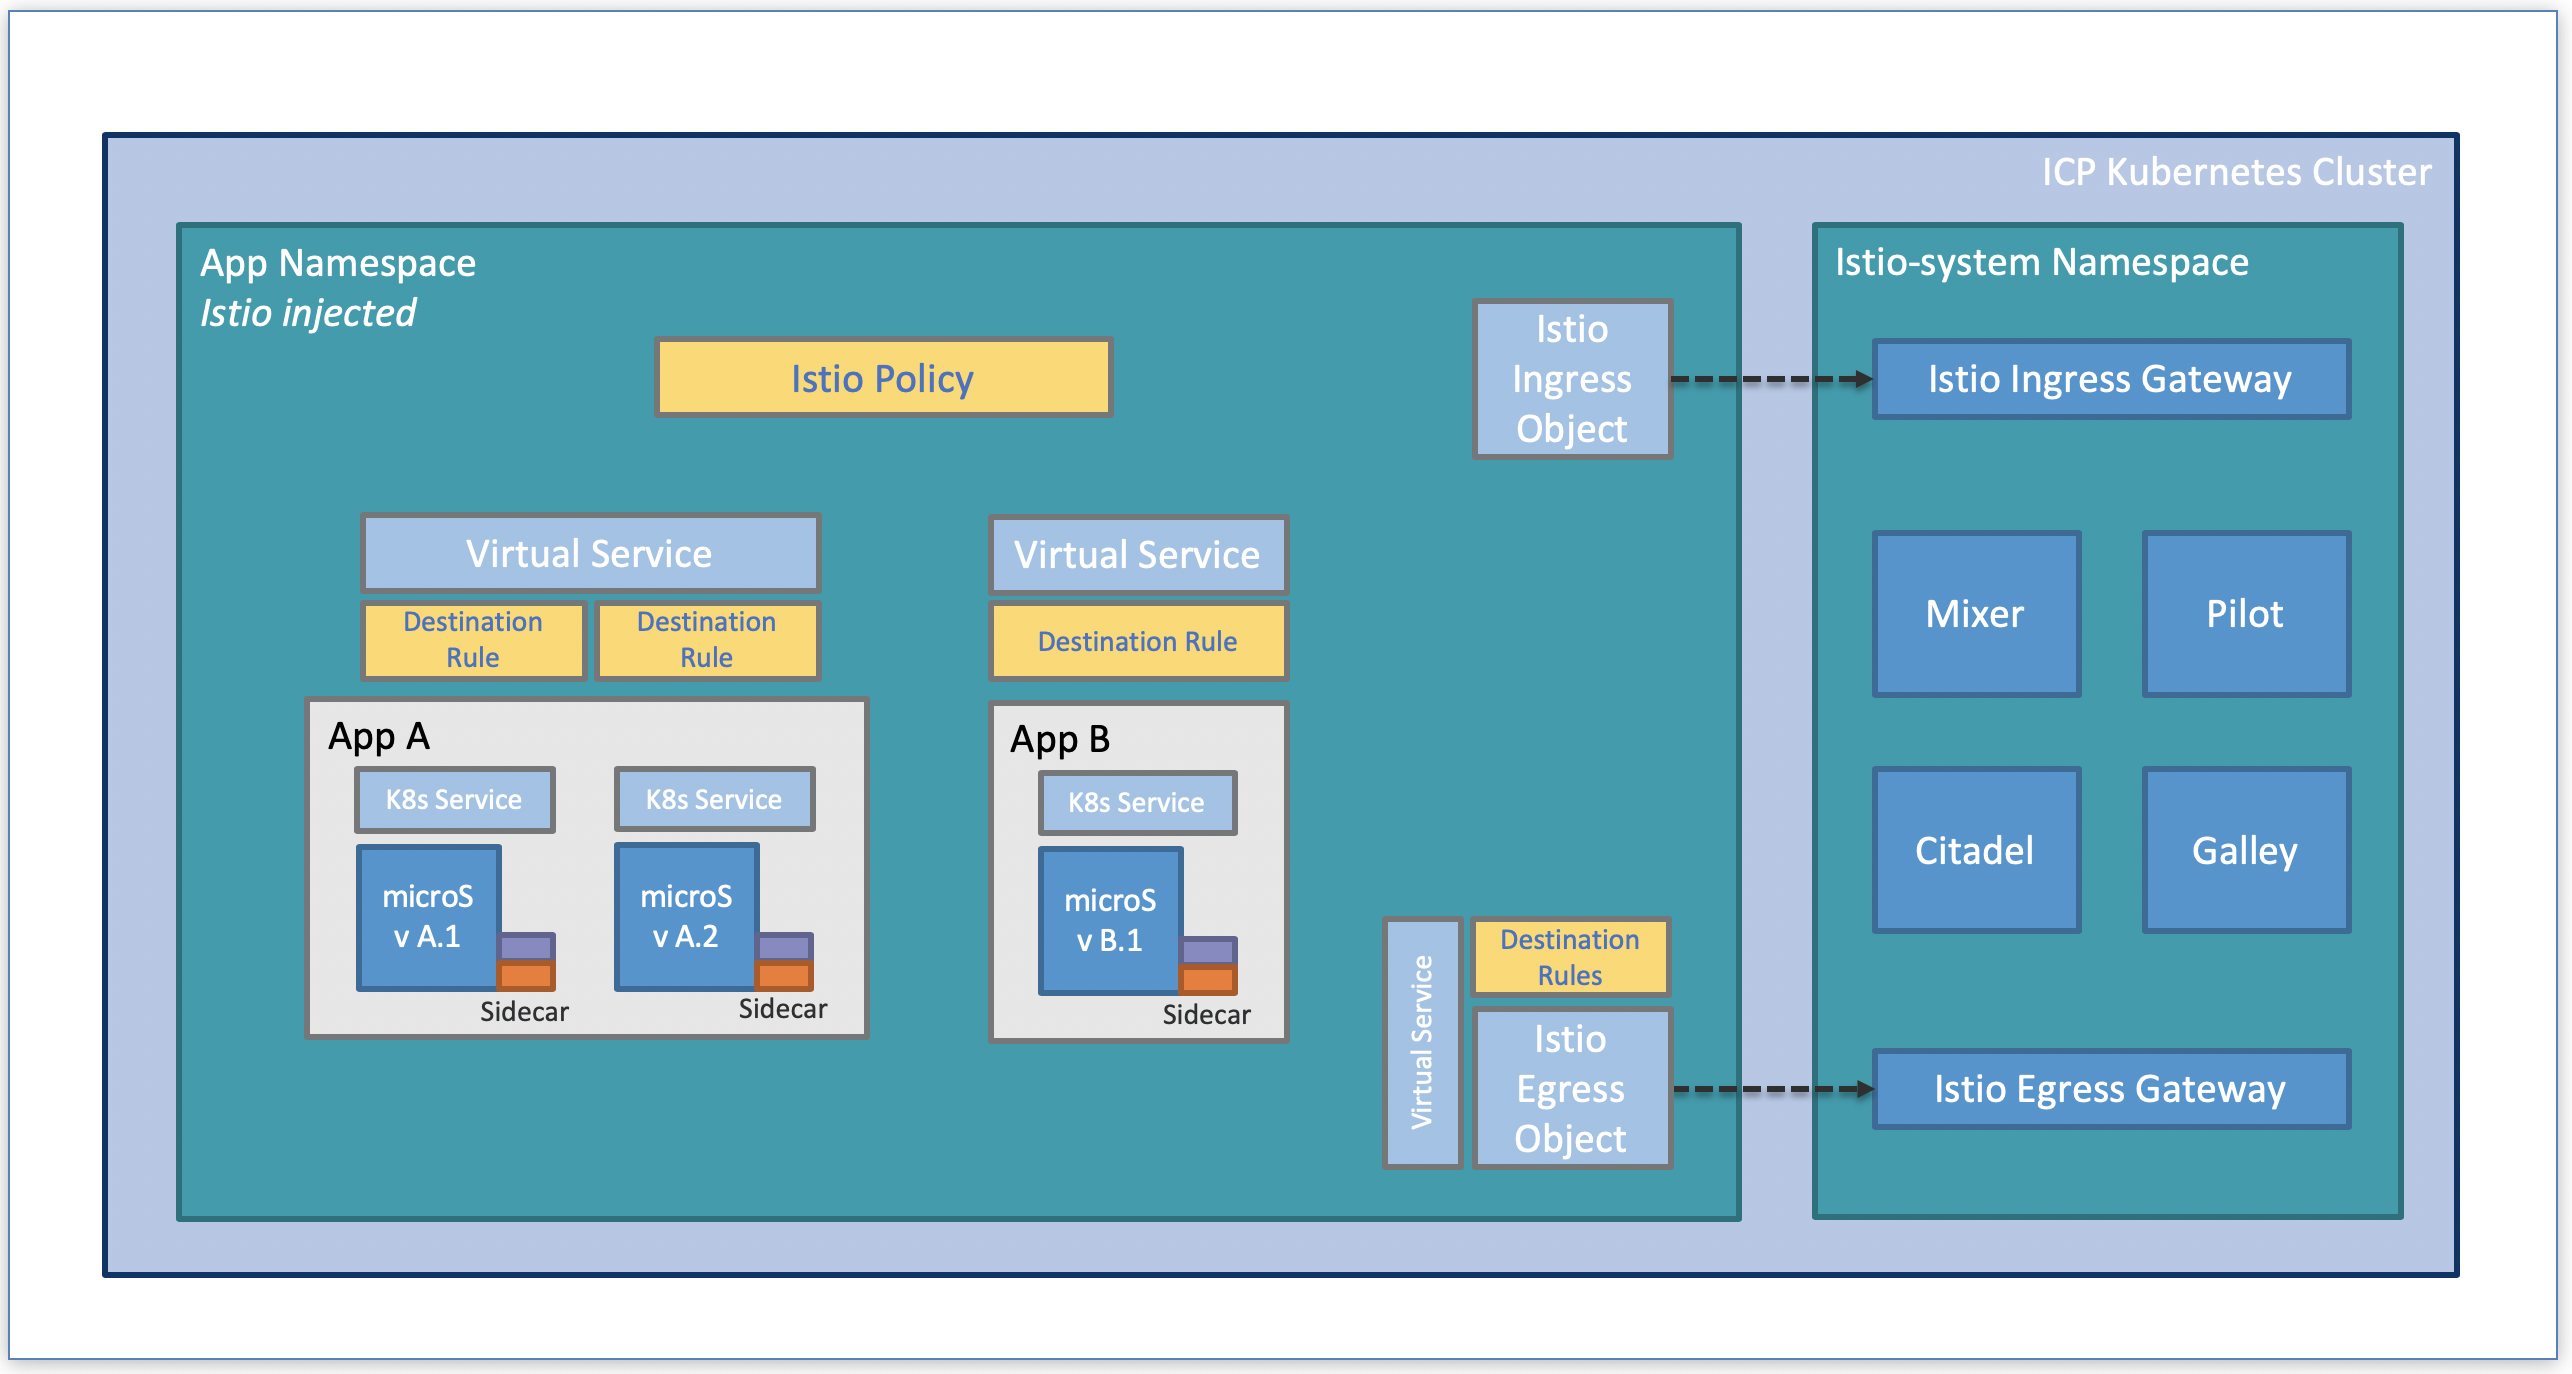 ICP Kubernetes Cluster
App Namespace
Istio injected
Istio Policy
Istio
Ingress
Object
Virtual Service
Destination
Rule
Destination
Rule
Virtual Service
Destination Rule
App A
K8s Service
K8s Service
microS
v A.1
Sidecar
microS
v A.2
Sidecar
App B
K8s Service
microS
v B.1
Sidecar
Virtual Service
Destination
Rules
Istio
Egress
Object
Istio-system Namespace
Istio Ingress Gateway
Mixer
Pilot
Citadel
Galley
Istio Egress Gateway